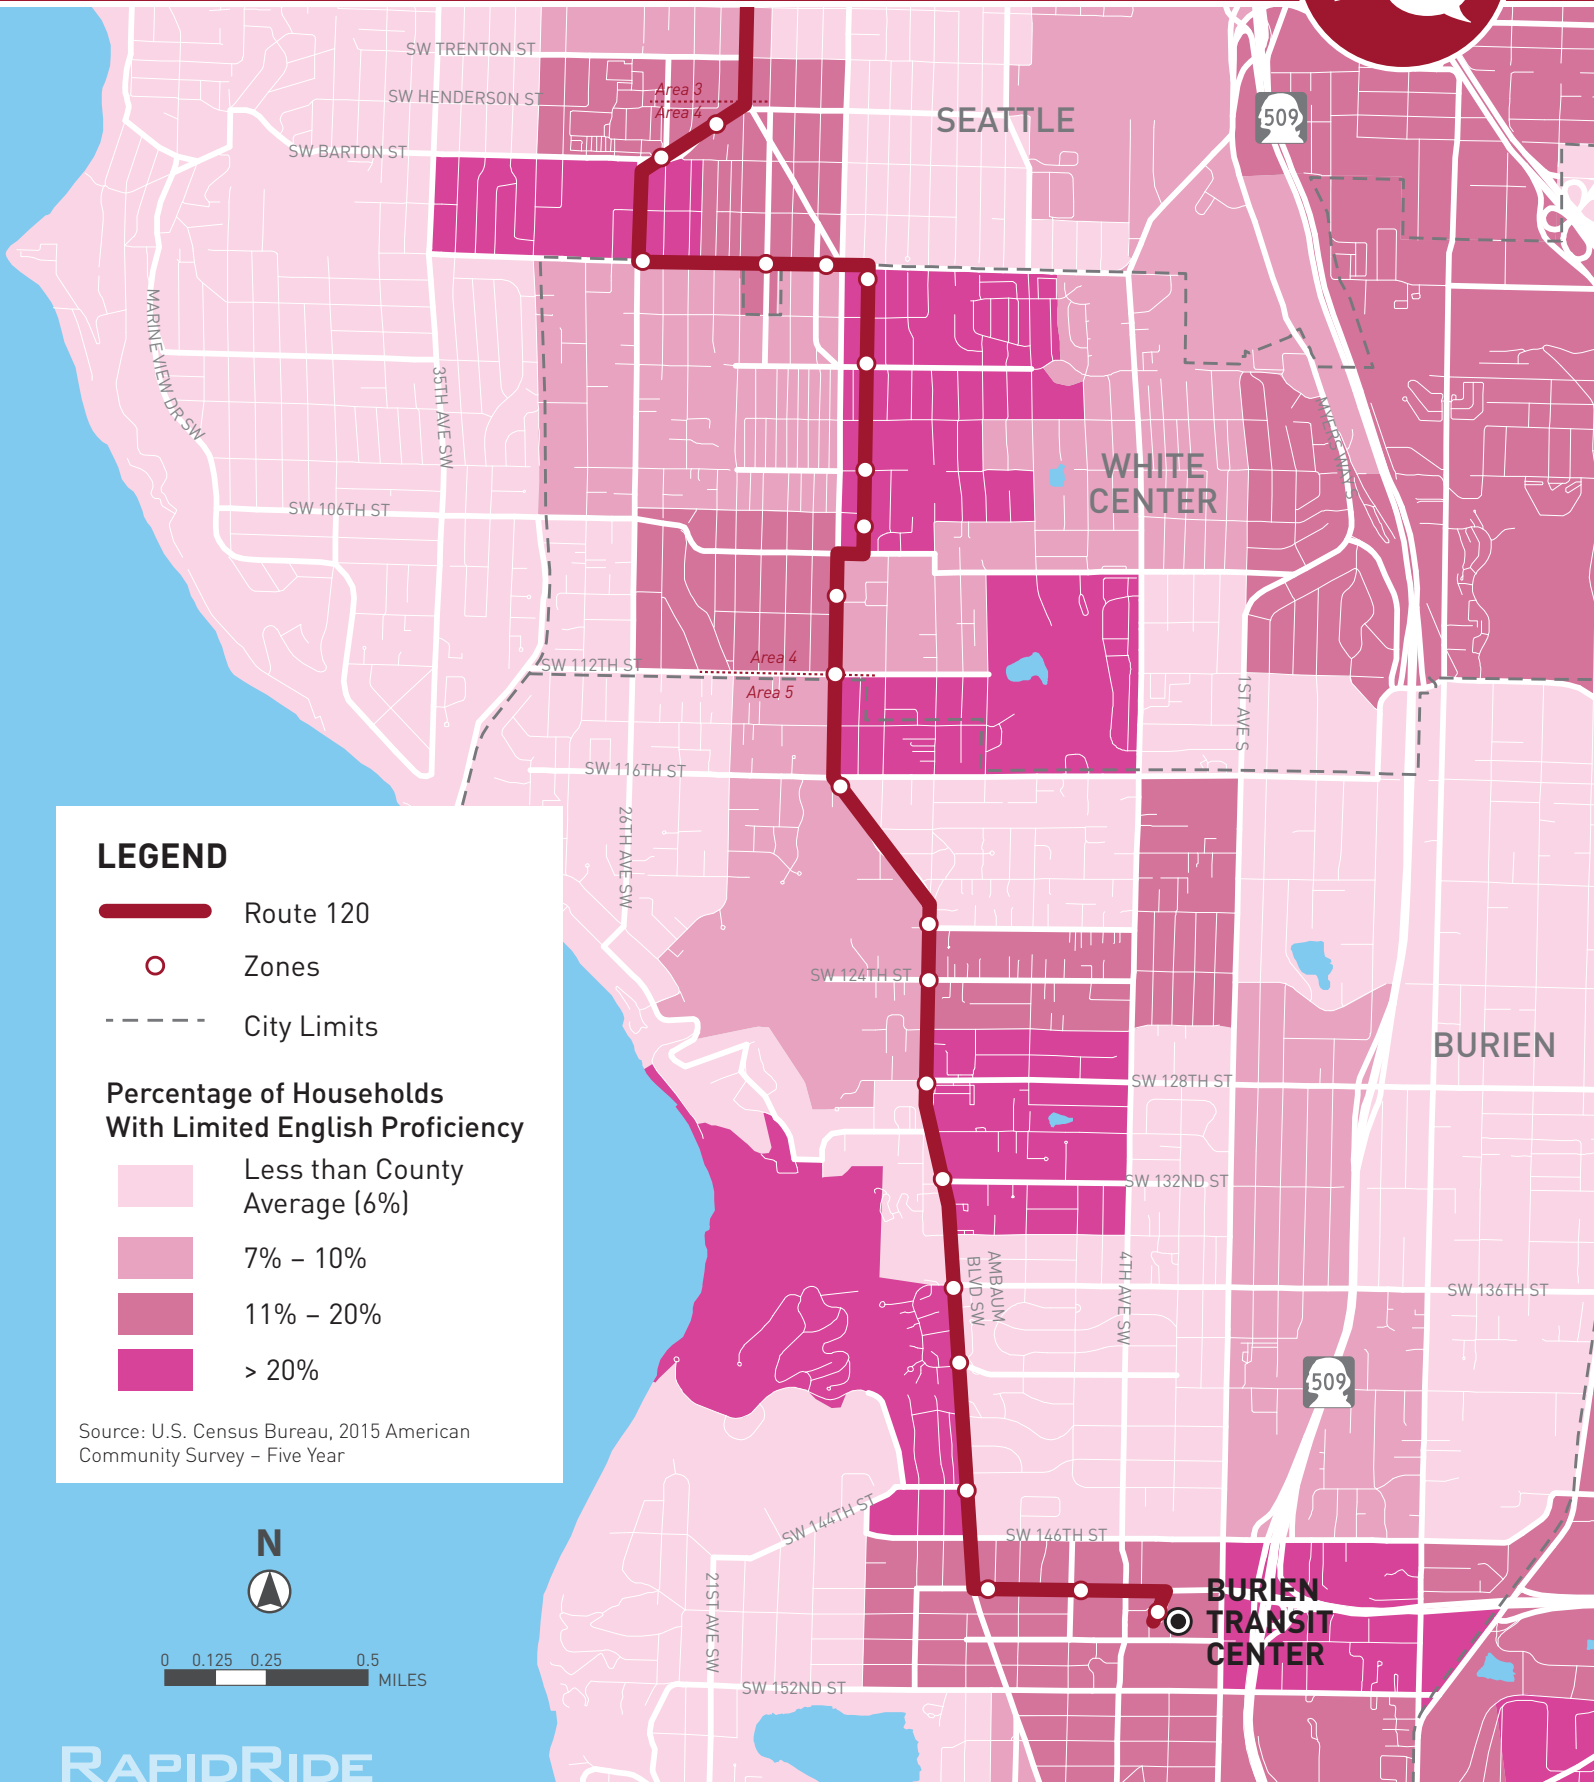 SW TRENTON ST
SW HENDERSON ST
Area 3
Area 4
SEATTLE
509
SW BARTON ST
MARINE VIEW DR SW
35TH AVE SW
MYERS WAY S
WHITE
CENTER
SW 106TH ST
SW 112TH ST
Area 4
Area 5
1ST AVE S
SW 116TH ST
26TH AVE SW
LEGEND
Route 120
Zones
City Limits
Percentage of Households
With Limited English Proficiency
Less than County
Average (6%)
7% – 10%
11% – 20%
> 20%
Source: U.S. Census Bureau, 2015 American
Community Survey – Five Year
SW 124TH ST
BURIEN
SW 128TH ST
SW 132ND ST
AMBAUM
BLVD SW
4TH AVE SW
SW 136TH ST
509
SW 144TH ST
SW 146TH ST
BURIEN
TRANSIT
CENTER
21ST AVE SW
SW 152ND ST
N
0 0.125 0.25 0.5
MILES
RAPIDRIDE